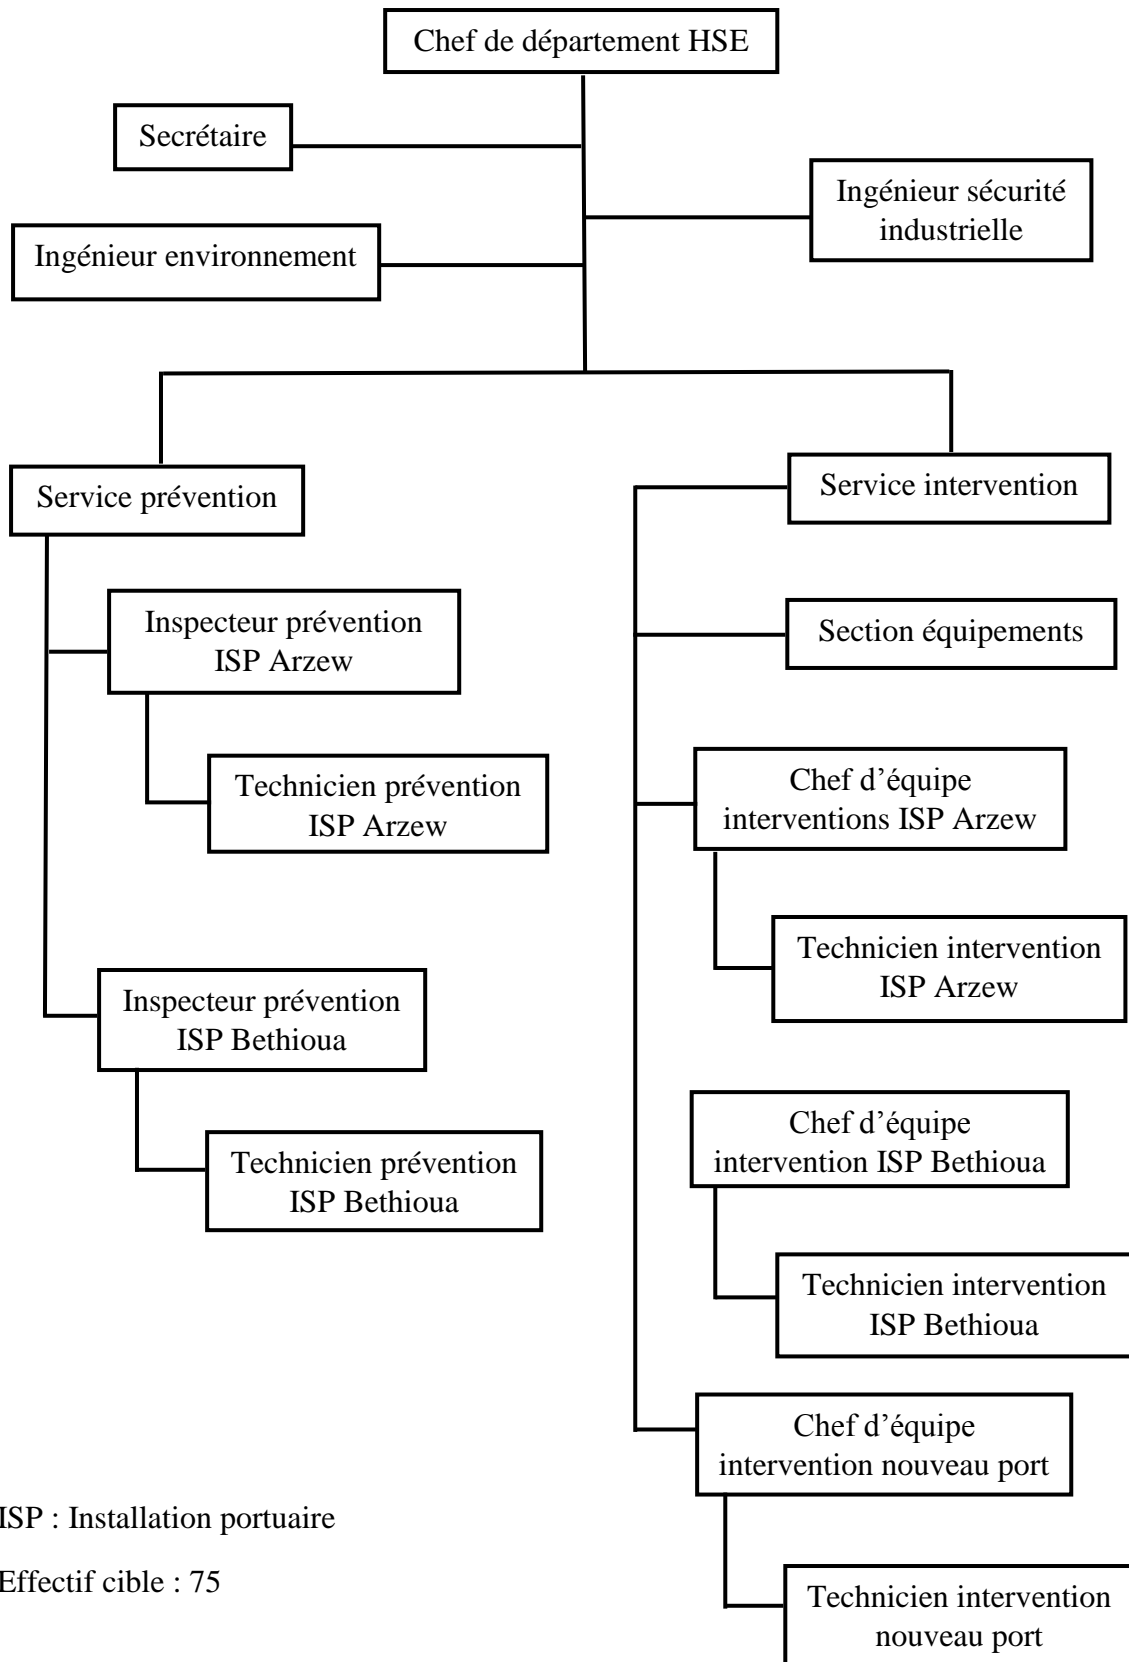 Chef de département HSE
Secrétaire
Ingénieur sécurité
industrielle
Ingénieur environnement
Service prévention
Service intervention
Inspecteur prévention
ISP Arzew
Section équipements
Technicien prévention
ISP Arzew
Chef d’équipe
interventions ISP Arzew
Technicien intervention
ISP Arzew
Inspecteur prévention
ISP Bethioua
Chef d’équipe
intervention ISP Bethioua
Technicien prévention
ISP Bethioua
Technicien intervention
ISP Bethioua
Chef d’équipe
intervention nouveau port
ISP : Installation portuaire
Effectif cible : 75
Technicien intervention
nouveau port